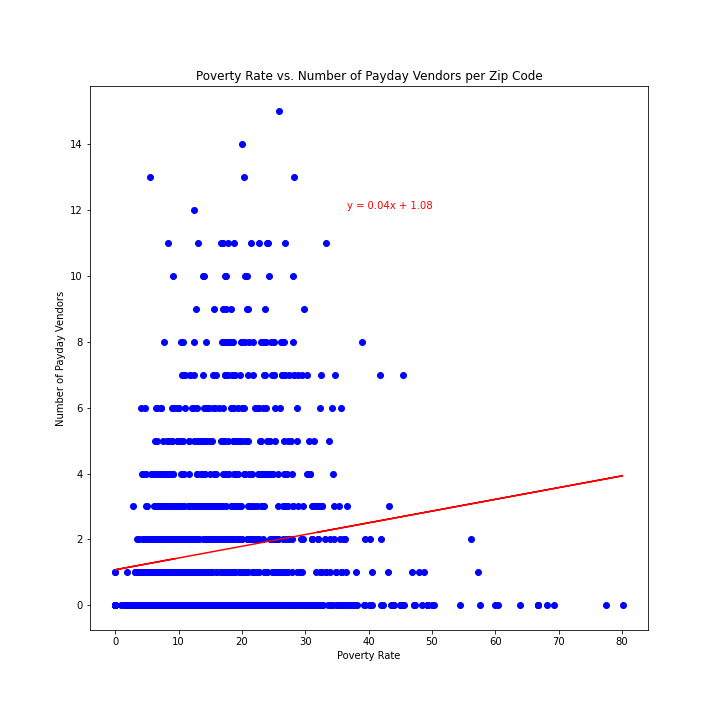 Poverty Rate vs. Number of Payday Vendors per Zip Code
14
12
10
8
6
4
2
0
Number of Payday Vendors
y = 0.04x + 1.08
0 10 20 30 40 50 60 70 80
Poverty Rate